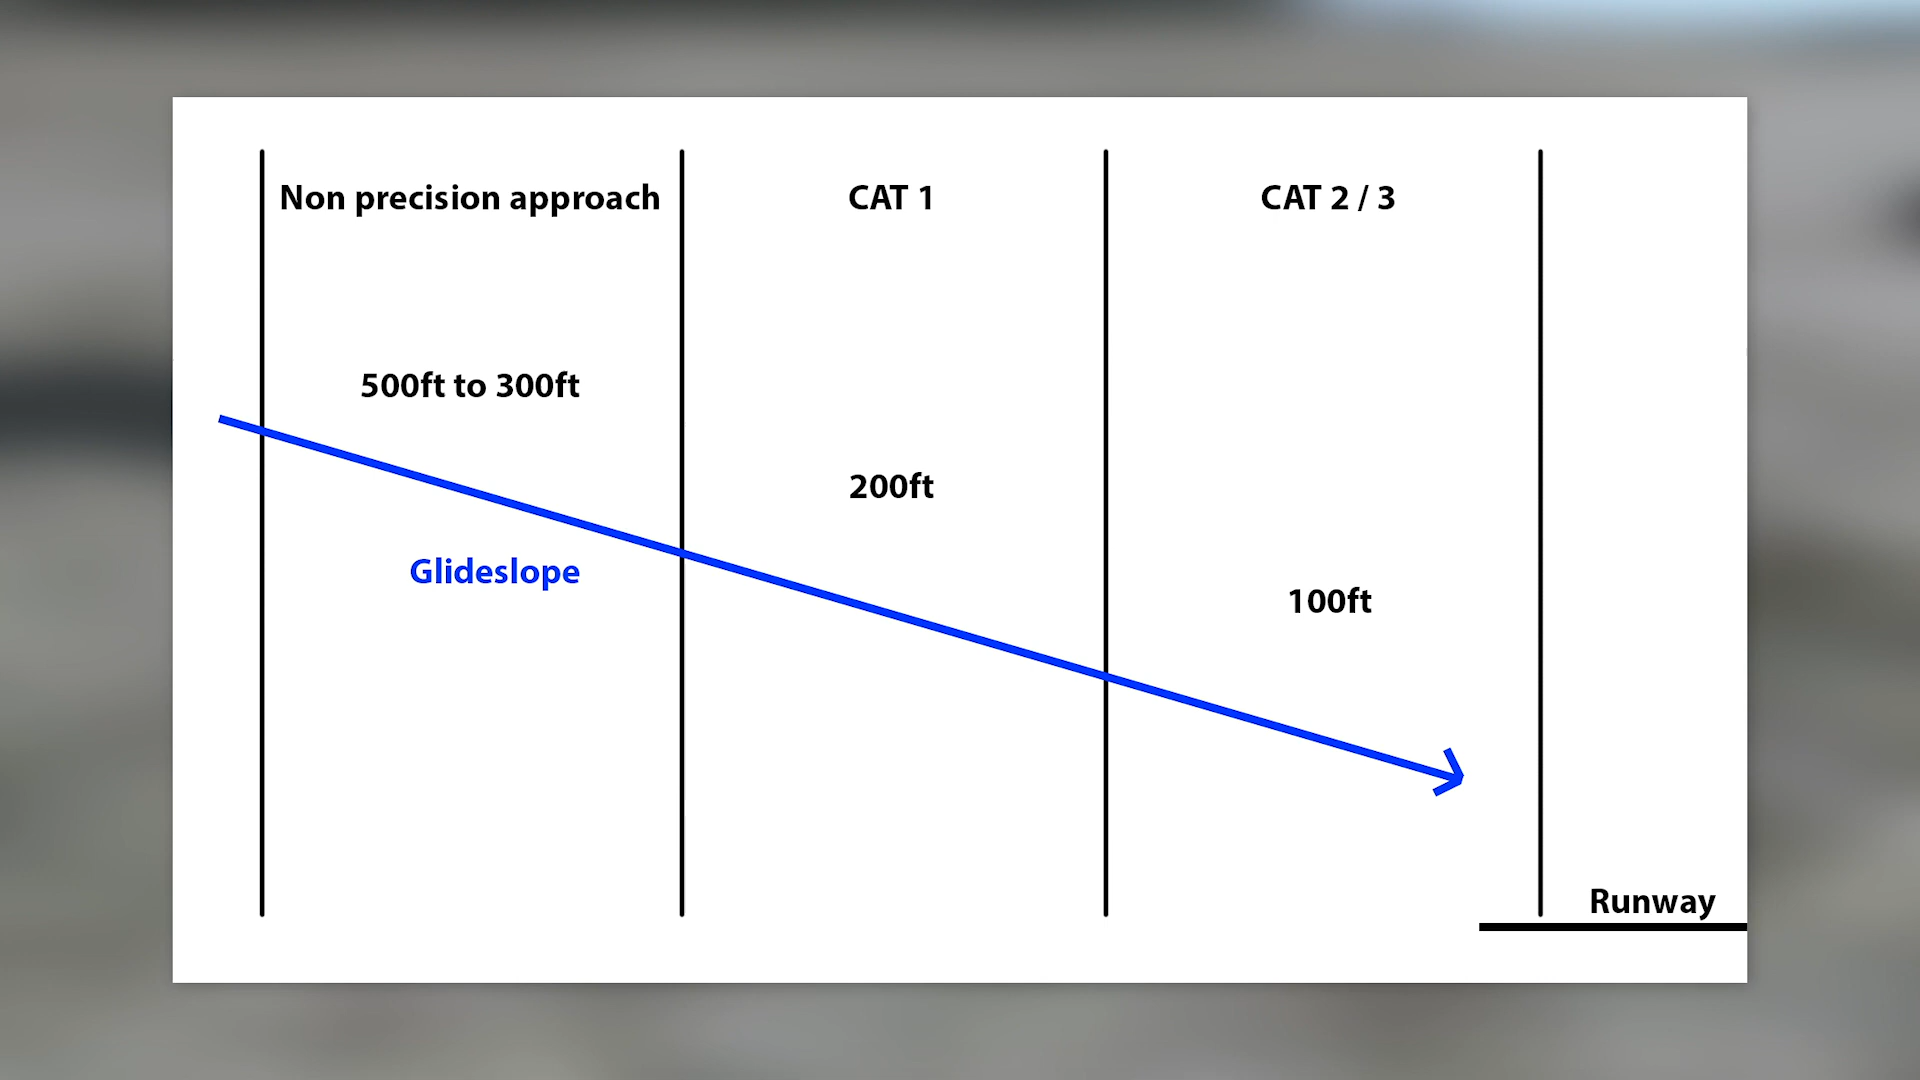 Non precision approach
CAT 1
CAT 2 / 3
500ft to 300ft
200ft
Glideslope
100ft
Runway